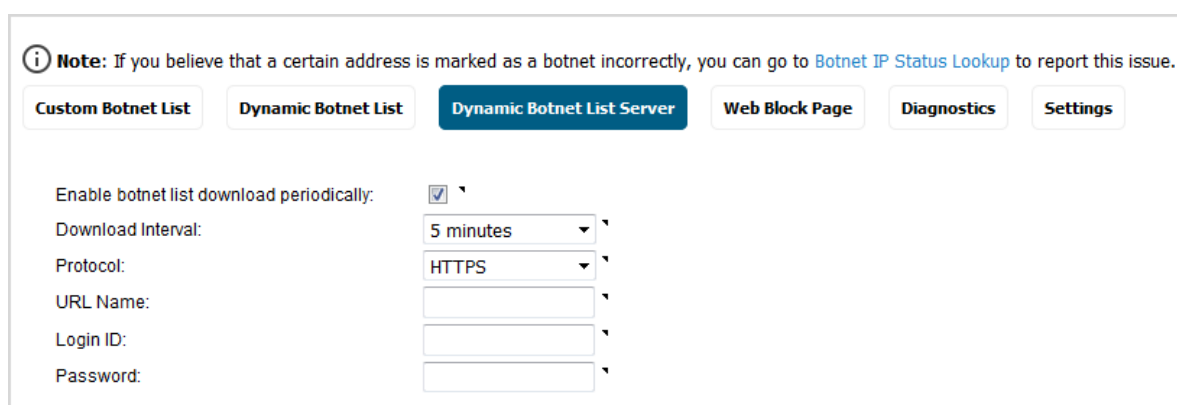 Note: If you believe that a certain address is marked as a botnet incorrectly, you can go to Botnet IP Status Lookup to report this issue.
Custom Botnet List Dynamic Botnet List Dynamic Botnet List Server Web Block Page Diagnostics Settings
Enable botnet list download periodically:
Download Interval: 5 minutes
Protocol: HTTPS
URL Name:
Login ID:
Password: